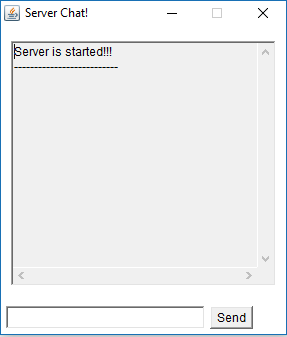 Server Chat!
Server is started!!!
--------------------------
Send